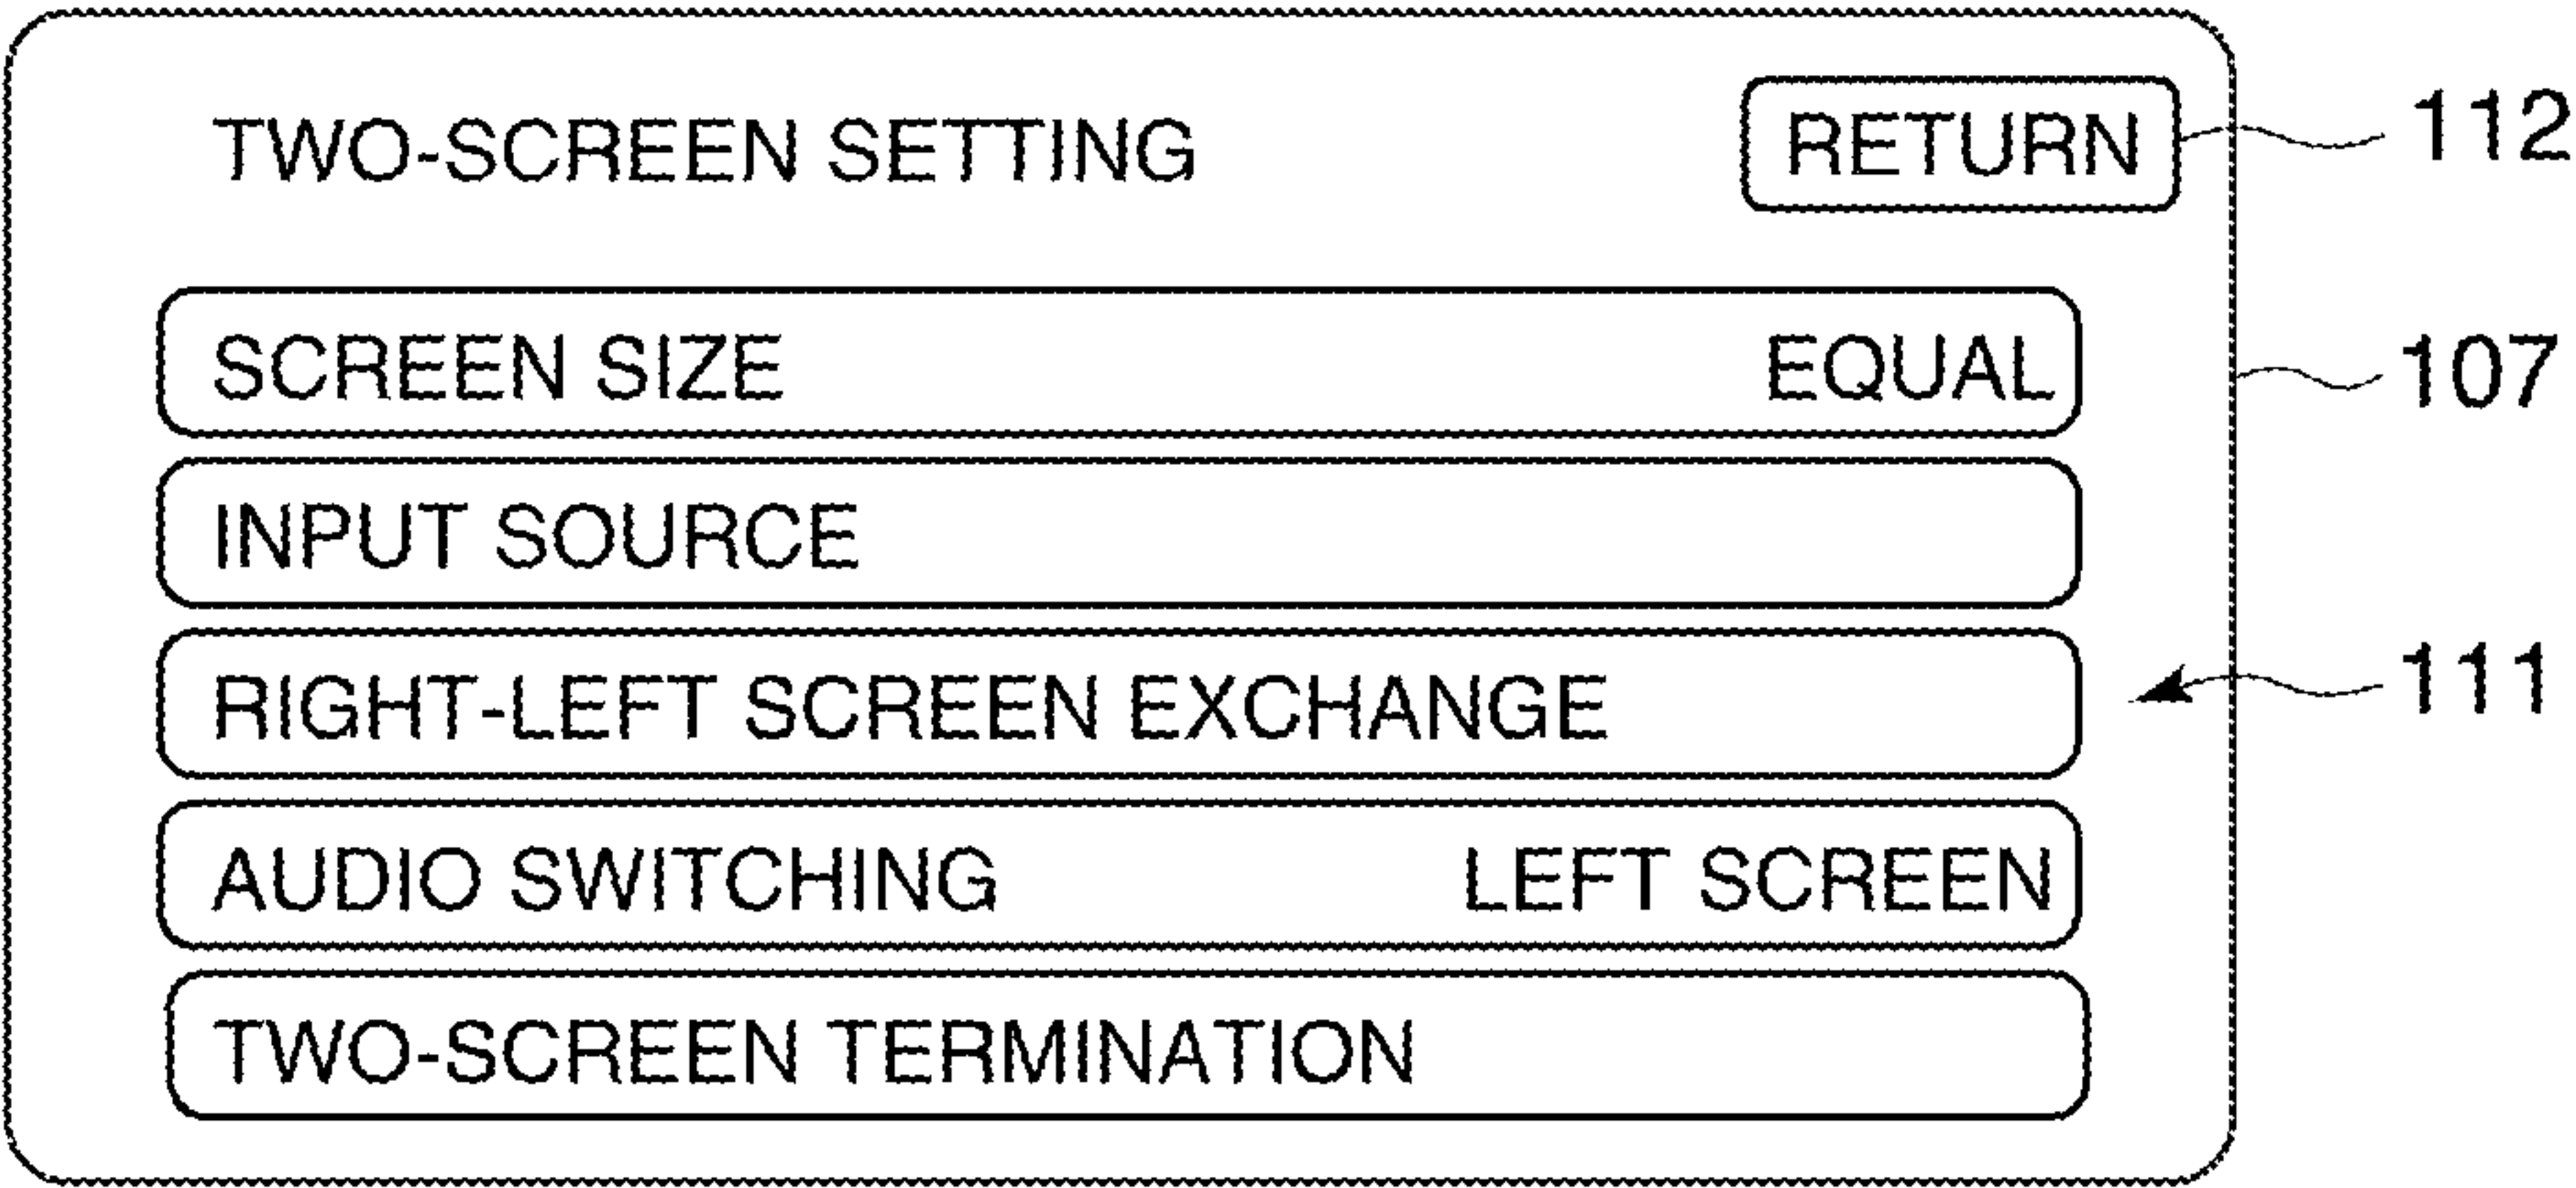 TWO-SCREEN SETTING RETURN 112
SCREEN SIZE EQUAL 107
INPUT SOURCE
RIGHT-LEFT SCREEN EXCHANGE 111
AUDIO SWITCHING LEFT SCREEN
TWO-SCREEN TERMINATION